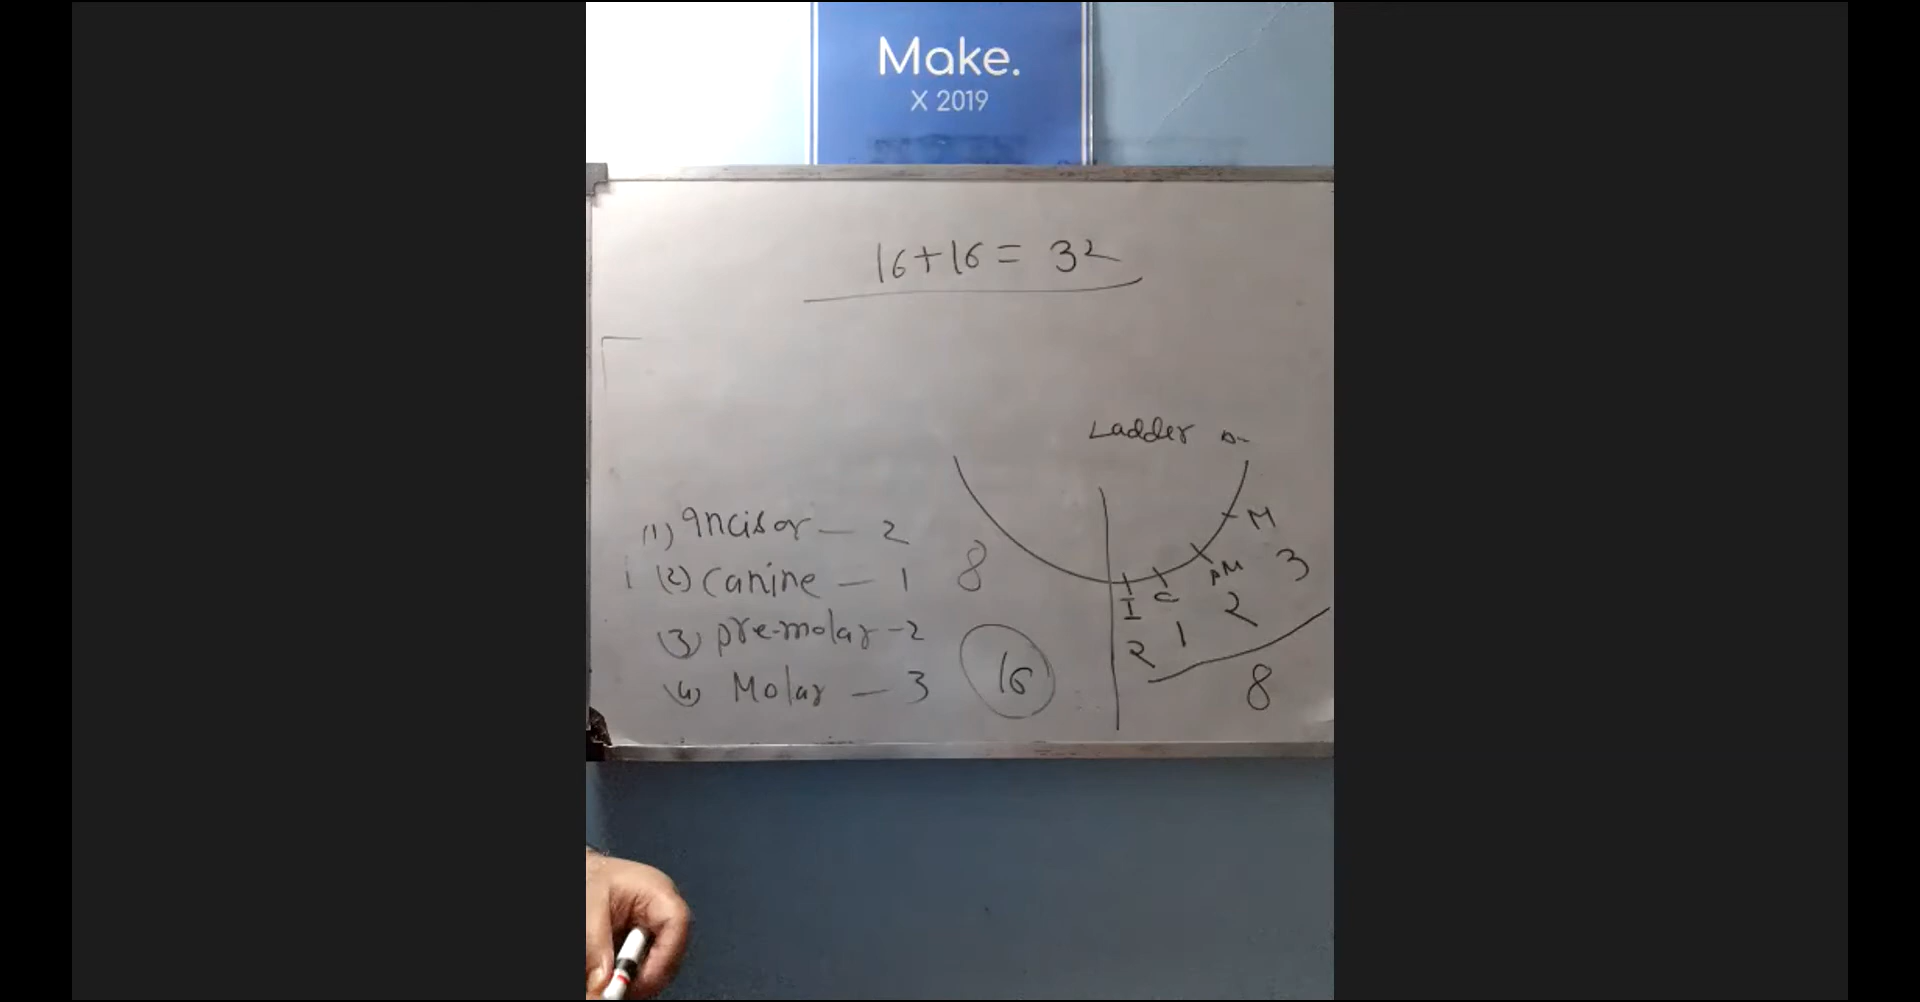 Make.
X 2019
16+16= 32
Ladder
(1) Incisor — 2
(2) Canine — 1
8
(3) pre-molar -2
(4) Molar — 3
16
M
PM
C
I
3
2
1
2
8